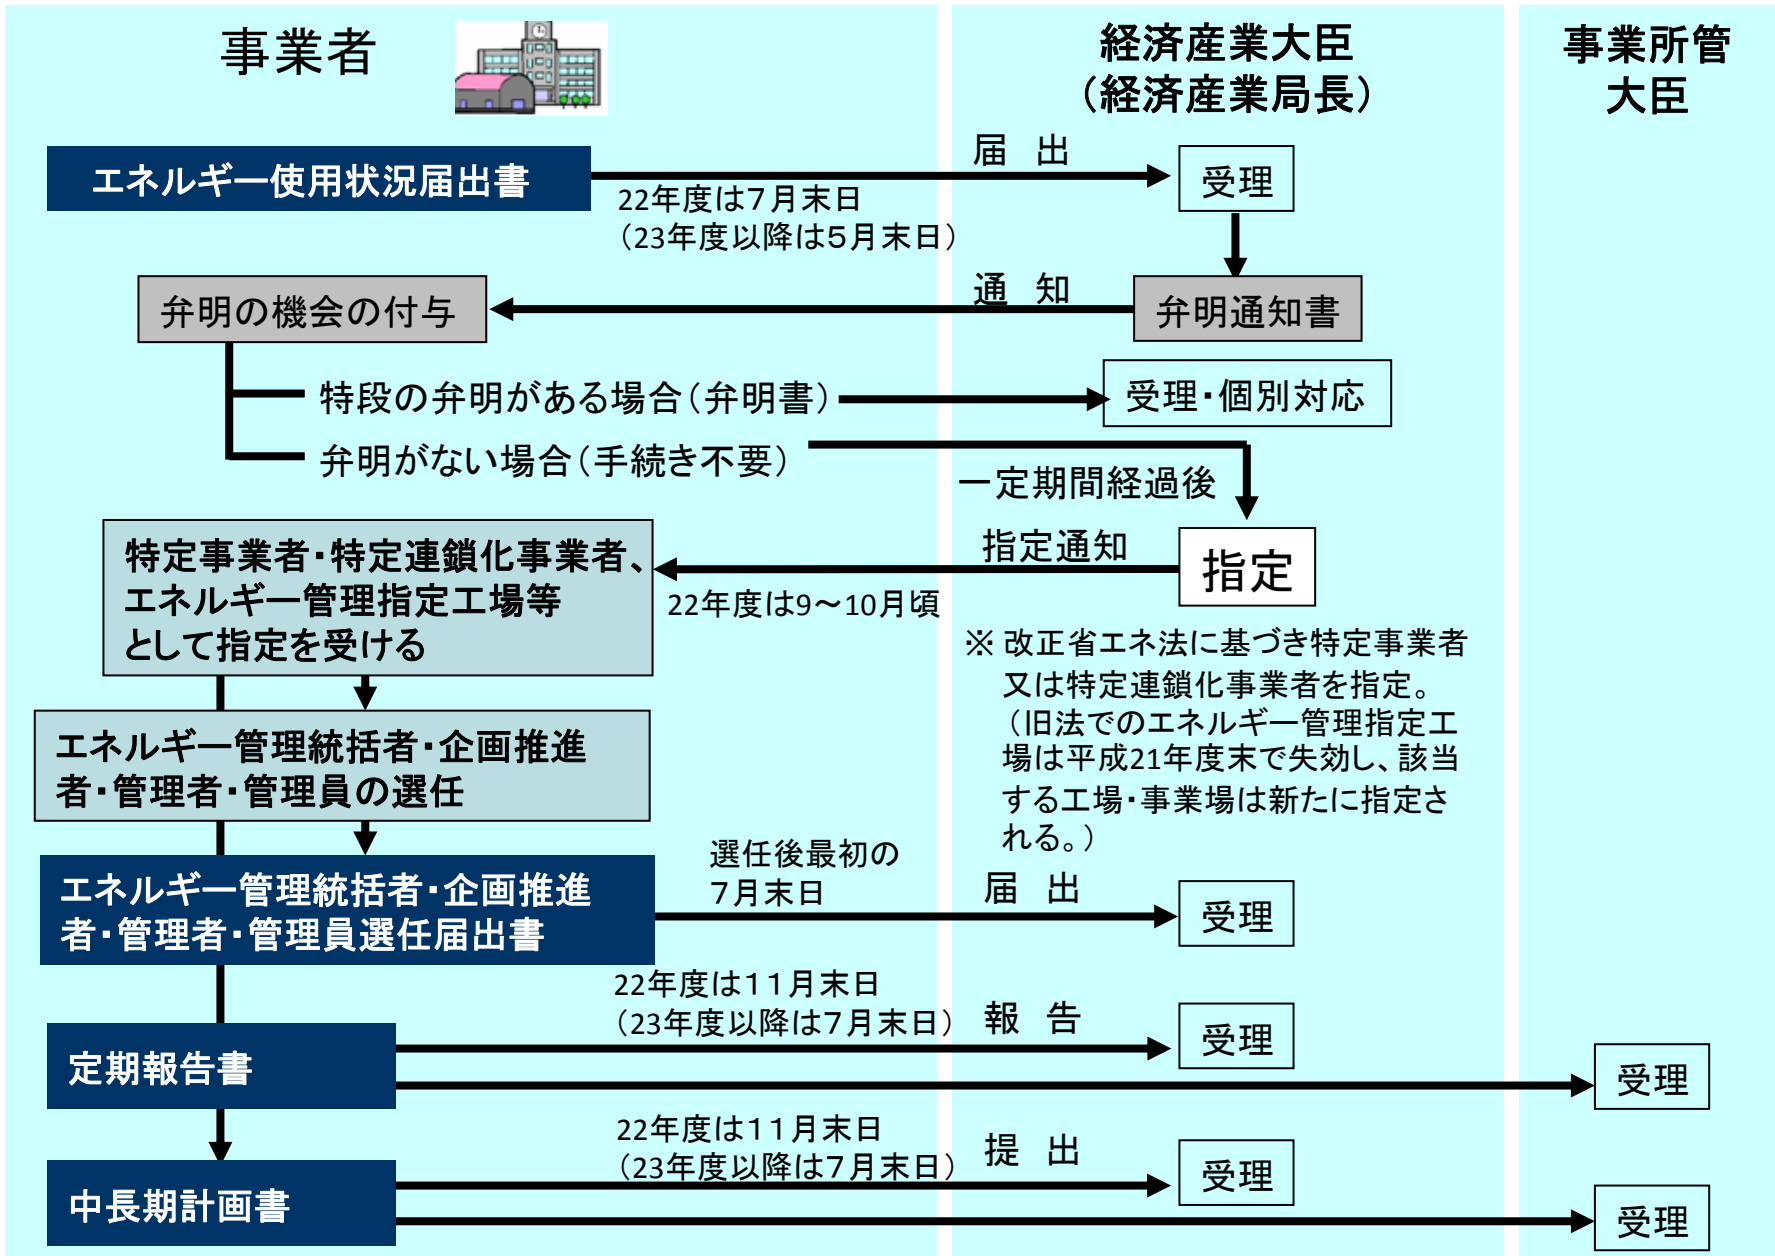 事業者
経済産業大臣
（経済産業局長）
事業所管
大臣
エネルギー使用状況届出書
届　出
受理
22年度は７月末日
（23年度以降は５月末日）
弁明の機会の付与
通　知
弁明通知書
特段の弁明がある場合（弁明書）
受理・個別対応
弁明がない場合（手続き不要）
一定期間経過後
特定事業者・特定連鎖化事業者、
エネルギー管理指定工場等
として指定を受ける
指定通知
指定
22年度は9～10月頃
※ 改正省エネ法に基づき特定事業者
又は特定連鎖化事業者を指定。
（旧法でのエネルギー管理指定工
場は平成21年度末で失効し、該当
する工場・事業場は新たに指定さ
れる。）
エネルギー管理統括者・企画推進
者・管理者・管理員の選任
エネルギー管理統括者・企画推進
者・管理者・管理員選任届出書
選任後最初の
７月末日
届　出
受理
22年度は１１月末日
（23年度以降は７月末日）
報　告
受理
定期報告書
受理
22年度は１１月末日
（23年度以降は７月末日）
提　出
受理
中長期計画書
受理